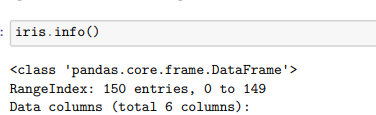 : iris.info()
<class 'pandas.core.frame.DataFrame'>
RangeIndex: 150 entries, 0 to 149
Data columns (total 6 columns):